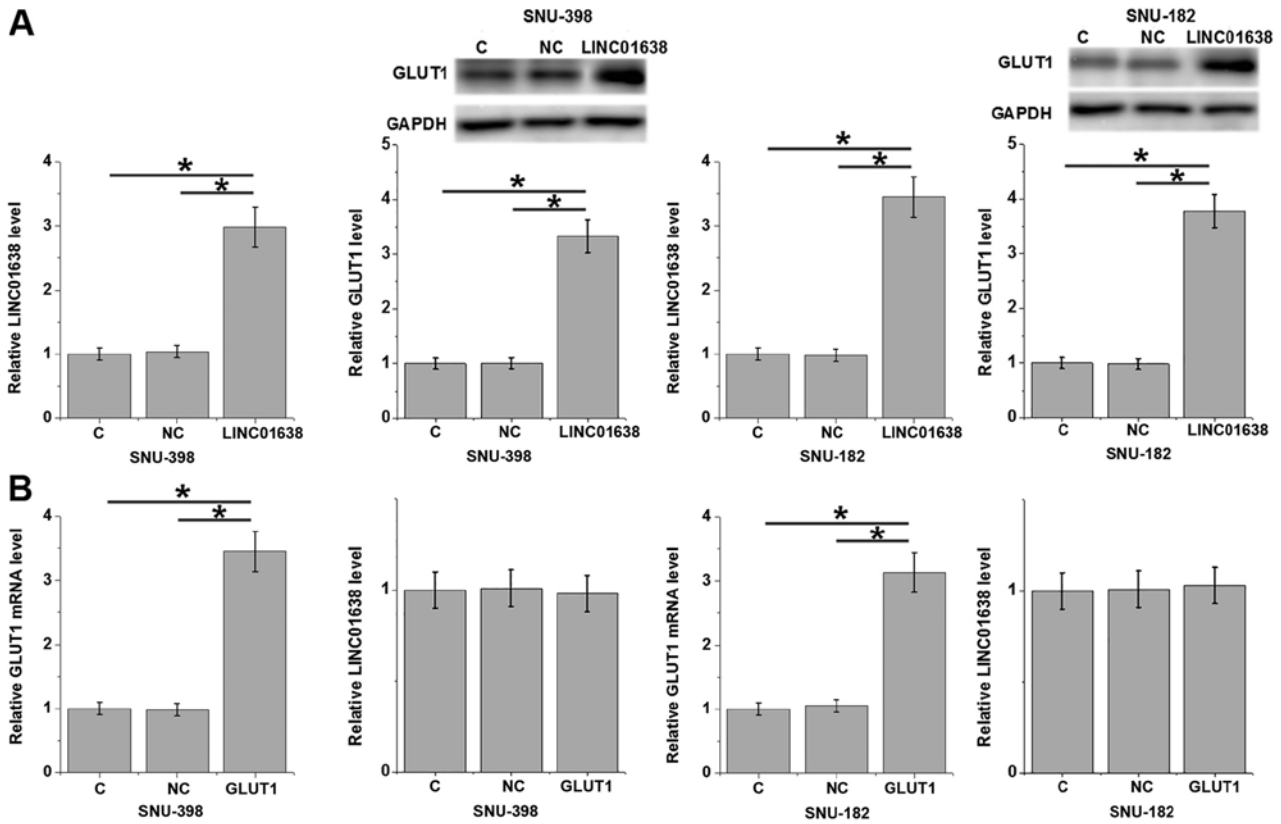 A
SNU-398
C NC LINC01638
GLUT1
GAPDH
SNU-182
C NC LINC01638
GLUT1
GAPDH
Relative LINC01638 level
4
3
2
1
0
* *
C NC LINC01638
SNU-398
Relative GLUT1 level
5
4
3
2
1
0
* *
C NC LINC01638
SNU-398
Relative LINC01638 level
4
3
2
1
0
* *
C NC LINC01638
SNU-182
Relative GLUT1 level
5
4
3
2
1
0
* *
C NC LINC01638
SNU-182
B
Relative GLUT1 mRNA level
4
3
2
1
0
* *
C NC GLUT1
SNU-398
Relative LINC01638 level
1
0
C NC GLUT1
SNU-398
Relative GLUT1 mRNA level
4
3
2
1
0
* *
C NC GLUT1
SNU-182
Relative LINC01638 level
1
0
C NC GLUT1
SNU-182